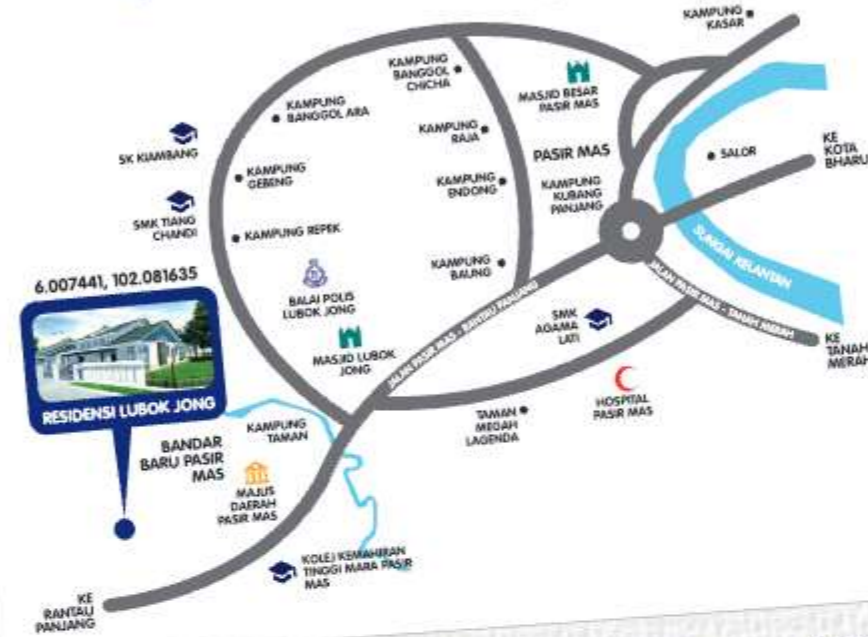 KAMPUNG
KASAR
KAMPUNG
BANGGOL
CHICHA
MASJID BESAR
PASIR MAS
KAMPUNG
BANGGOL ARA
SK KIAMBANG
KAMPUNG
RAJA
PASIR MAS
SALOR
KE
KOTA
BHARU
KAMPUNG
GEBENG
KAMPUNG
ENDONG
KAMPUNG
KUBANG
PANJANG
SMK TIANG
CHANDI
KAMPUNG REPEK
SUNGAI KELANTAN
KAMPUNG
BAUNG
6.007441, 102.081635
BALAI POLIS
LUBOK JONG
JALAN PASIR MAS - RANTAU PANJANG
JALAN PASIR MAS - TANAH MERAH
SMK
AGAMA
LATI
KE
TANAH
MERAH
MASJID LUBOK
JONG
RESIDENSI LUBOK JONG
HOSPITAL
PASIR MAS
TAMAN
MEGAH
LAGENDA
KAMPUNG
TAMAN
BANDAR
BARU PASIR
MAS
MAJLIS
DAERAH
PASIR MAS
KOLEJ KEMAHIRAN
TINGGI MARA PASIR
MAS
KE
RANTAU
PANJANG